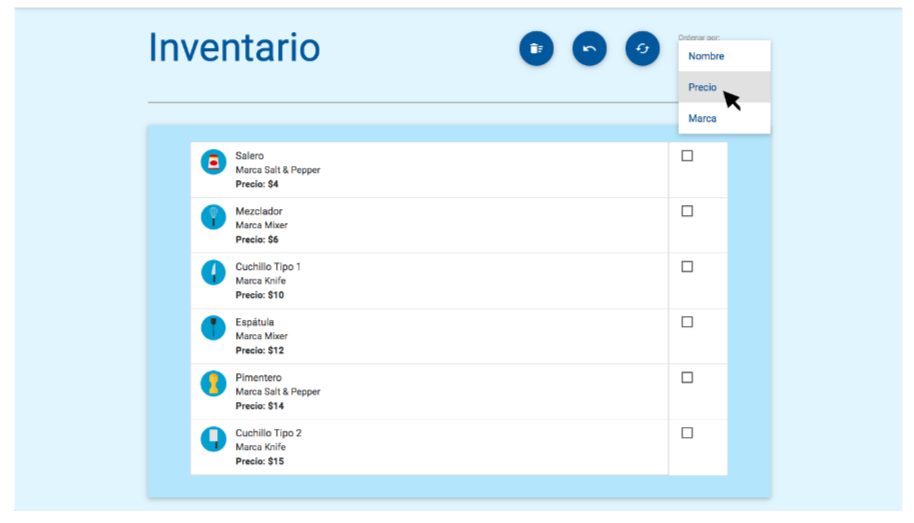 Inventario
Ordenar por:
Nombre
Precio
Marca
Salero
Marca Salt & Pepper
Precio: $4
Mezclador
Marca Mixer
Precio: $6
Cuchillo Tipo 1
Marca Knife
Precio: $10
Espátula
Marca Mixer
Precio: $12
Pimentero
Marca Salt & Pepper
Precio: $14
Cuchillo Tipo 2
Marca Knife
Precio: $15